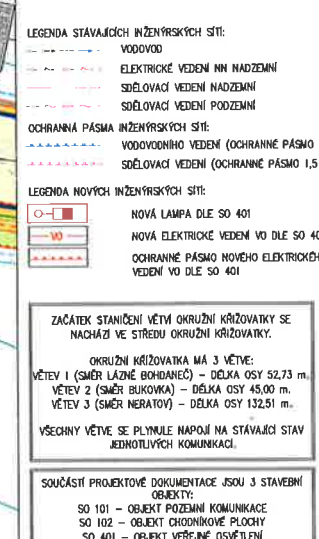 LEGENDA STÁVAJÍCÍCH INŽENÝRSKÝCH SÍTÍ:
VODOVOD
ELEKTRICKÉ VEDENÍ NN NADZEMNÍ
SDĚLOVACÍ VEDENÍ NADZEMNÍ
SDĚLOVACÍ VEDENÍ PODZEMNÍ
OCHRANNÁ PÁSMA INŽENÝRSKÝCH SÍTÍ:
VODOVODNÍHO VEDENÍ (OCHRANNÉ PÁSMO
SDĚLOVACÍ VEDENÍ (OCHRANNÉ PÁSMO 1,5
LEGENDA NOVÝCH INŽENÝRSKÝCH SÍTÍ:
NOVÁ LAMPA DLE SO 401
VO NOVÁ ELEKTRICKÉ VEDENÍ VO DLE SO 40
OCHRANNÉ PÁSMO NOVÉHO ELEKTRICKÉH
VEDENÍ VO DLE SO 401
ZAČÁTEK STANIČENÍ VĚTVÍ OKRUŽNÍ KŘIŽOVATKY SE
NACHÁZÍ VE STŘEDU OKRUŽNÍ KŘIŽOVATKY.
OKRUŽNÍ KŘIŽOVATKA MÁ 3 VĚTVE:
VĚTEV 1 (SMĚR LÁZNĚ BOHDANEČ) – DÉLKA OSY 52,73 m.
VĚTEV 2 (SMĚR BUKOVKA) – DÉLKA OSY 45,00 m.
VĚTEV 3 (SMĚR NERATOV) – DÉLKA OSY 132,51 m.
VŠECHNY VĚTVE SE PLYNULE NAPOJÍ NA STÁVAJÍCÍ STAV
JEDNOTLIVÝCH KOMUNIKACÍ.
SOUČÁSTÍ PROJEKTOVÉ DOKUMENTACE JSOU 3 STAVEBNÍ
OBJEKTY:
SO 101 – OBJEKT POZEMNÍ KOMUNIKACE
SO 102 – OBJEKT CHODNÍKOVÉ PLOCHY
SO 401 – OBJEKT VEŘEJNÉ OSVĚTLENÍ